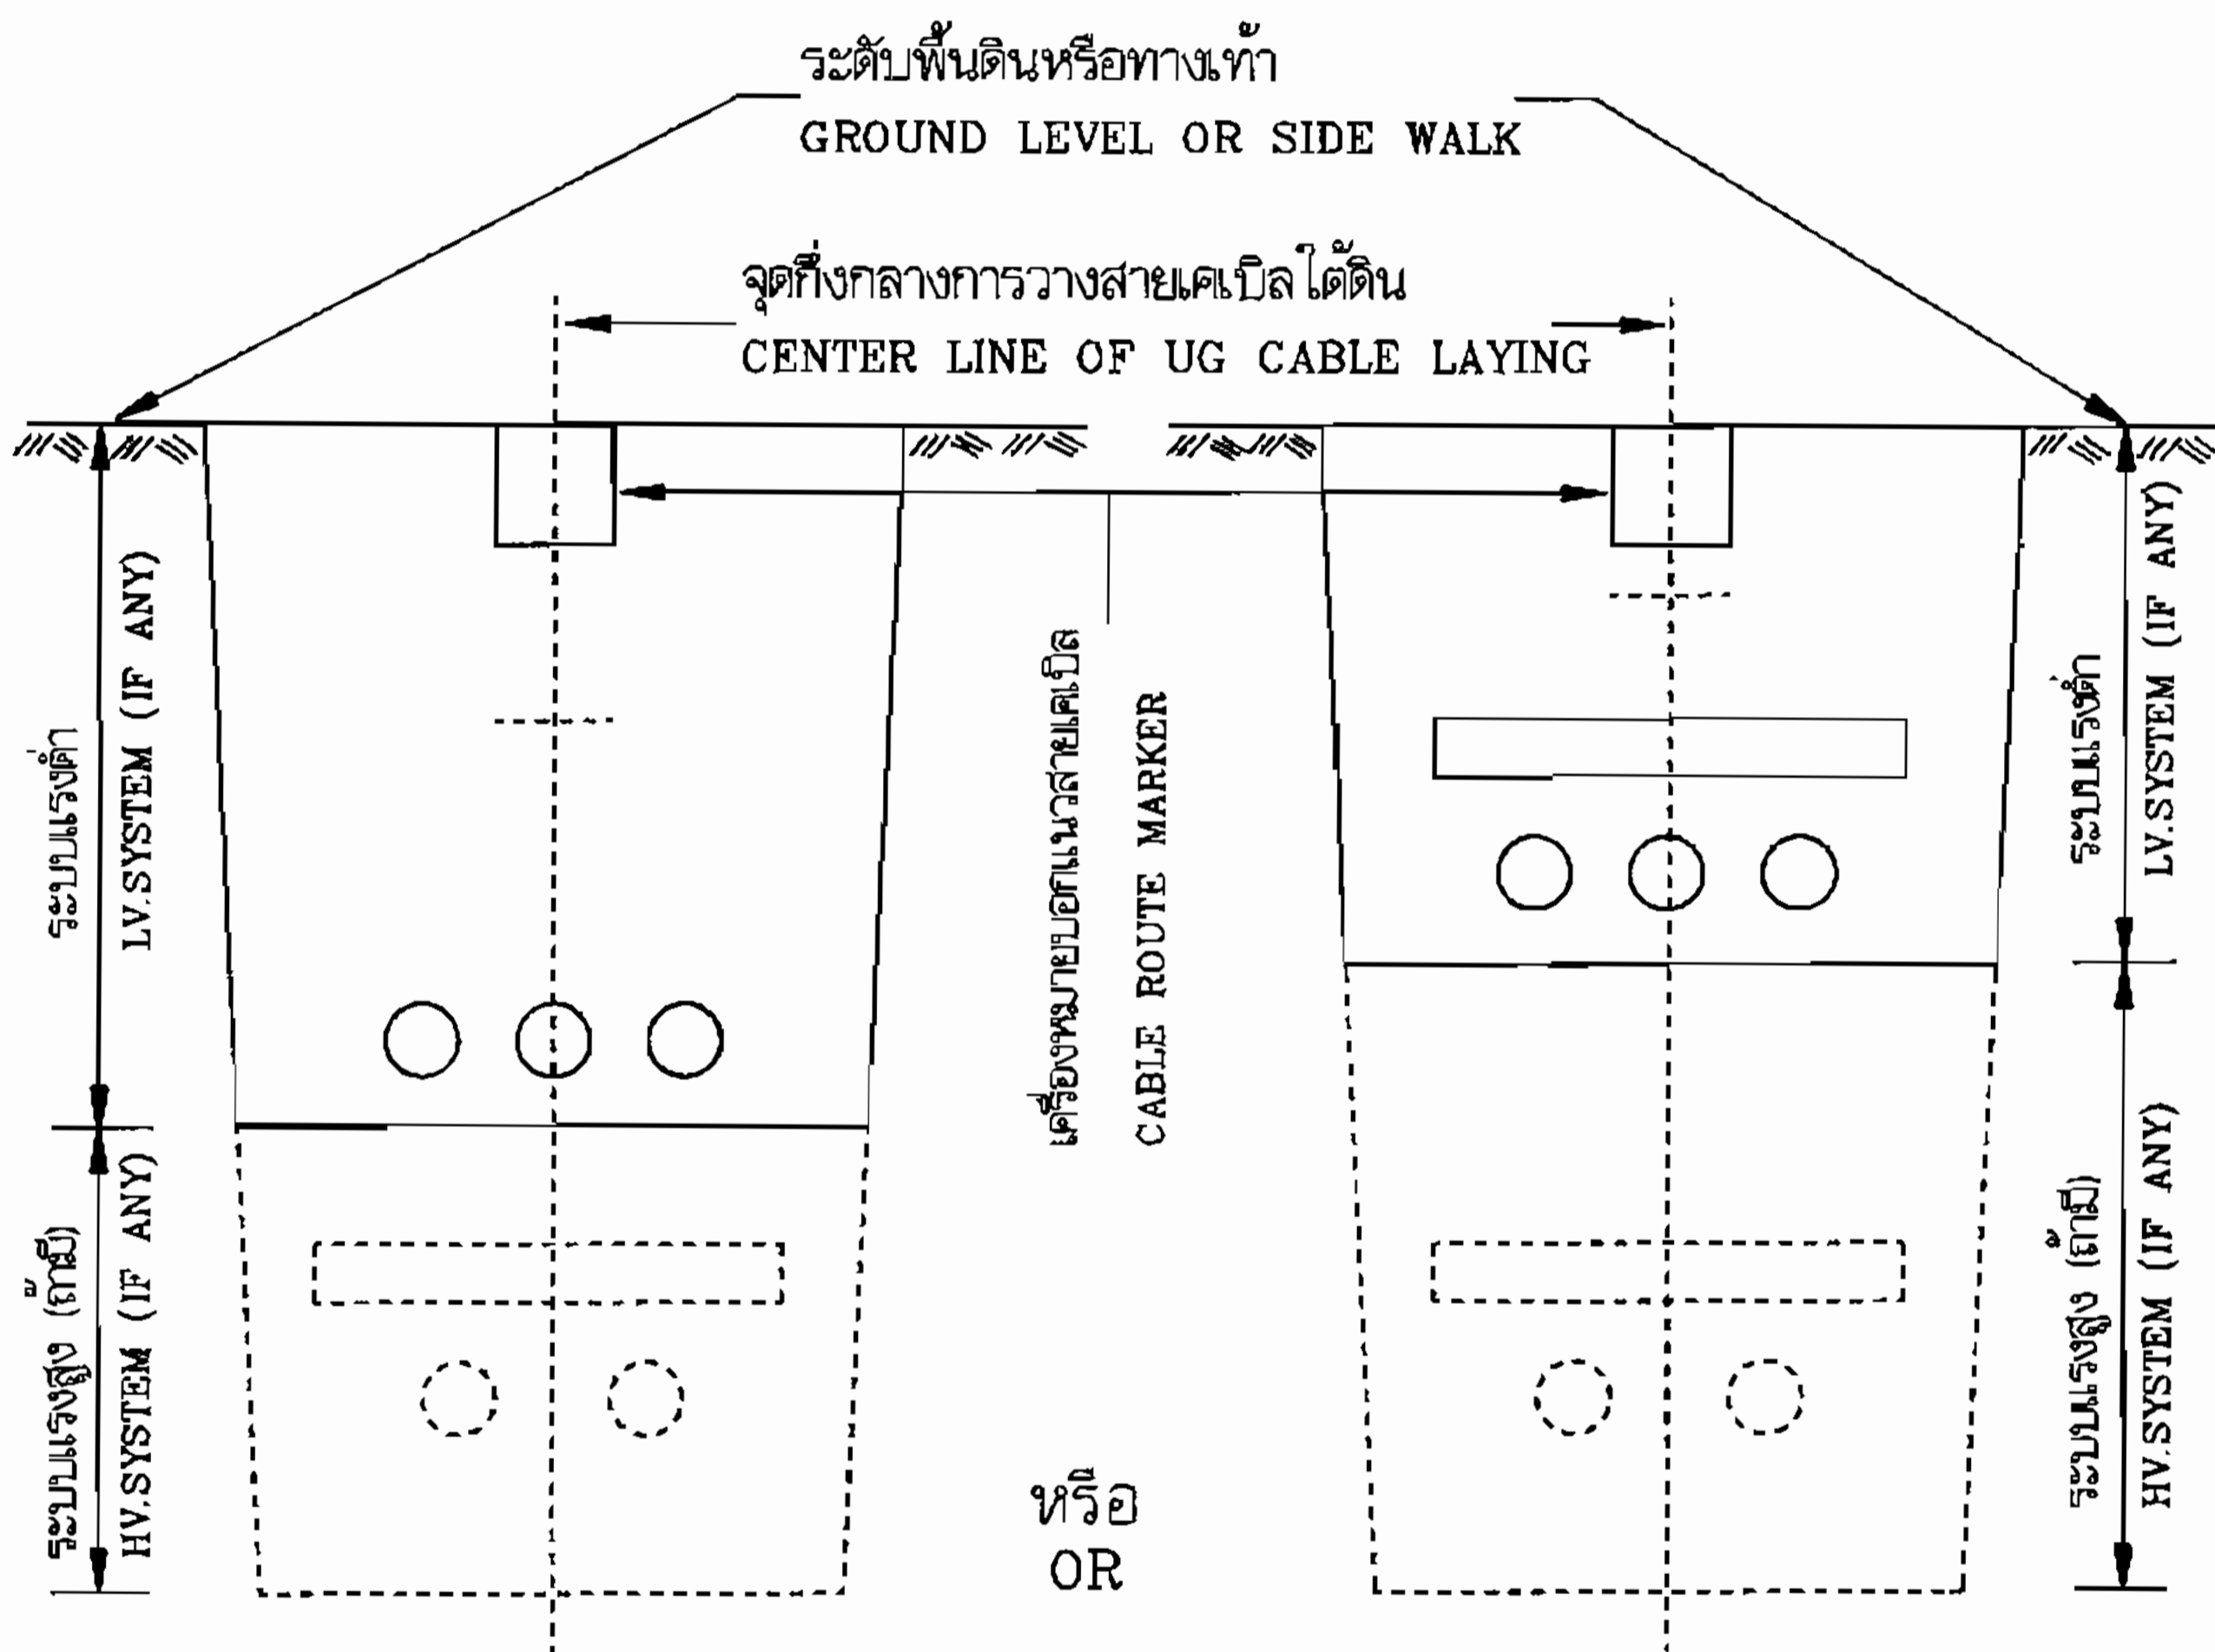 ระดับพื้นดินหรือทางเท้า
GROUND LEVEL OR SIDE WALK
จุดกึ่งกลางการวางสายเคเบิลใต้ดิน
CENTER LINE OF UG CABLE LAYING
ระบบแรงต่ำ
LV.SYSTEM (IF ANY)
ระบบแรงสูง (ถ้ามี)
HV.SYSTEM (IF ANY)
เครื่องหมายบอกแนวสายเคเบิล
CABLE ROUTE MARKER
หรือ
OR
ระบบแรงต่ำ
LV.SYSTEM (IF ANY)
ระบบแรงสูง (ถ้ามี)
HV.SYSTEM (IF ANY)